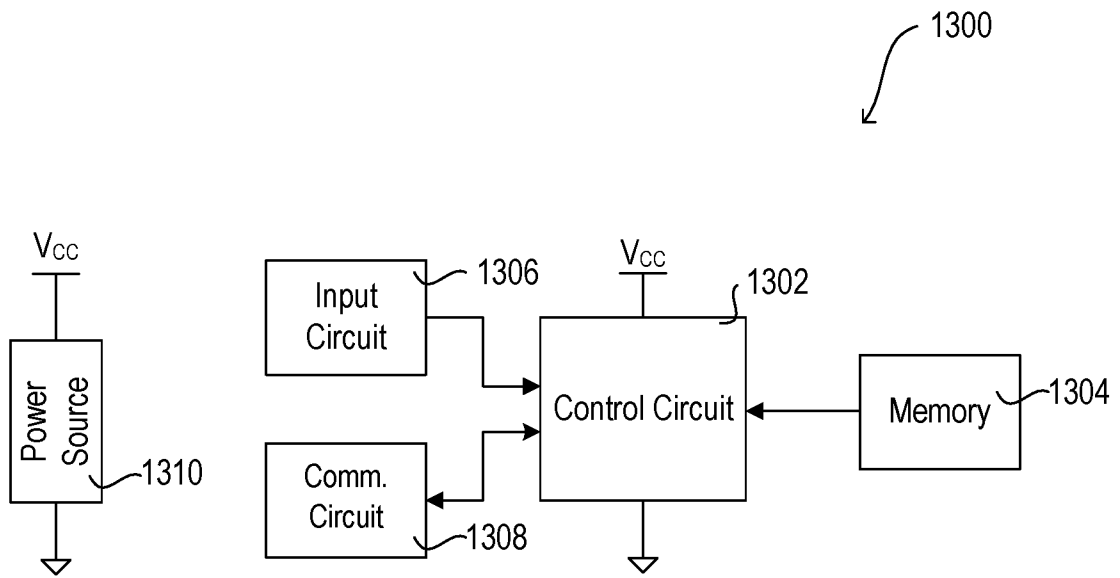 1300
VCC
Power
Source
1310
Input
Circuit
1306
Comm.
Circuit
1308
VCC
1302
Control Circuit
Memory
1304